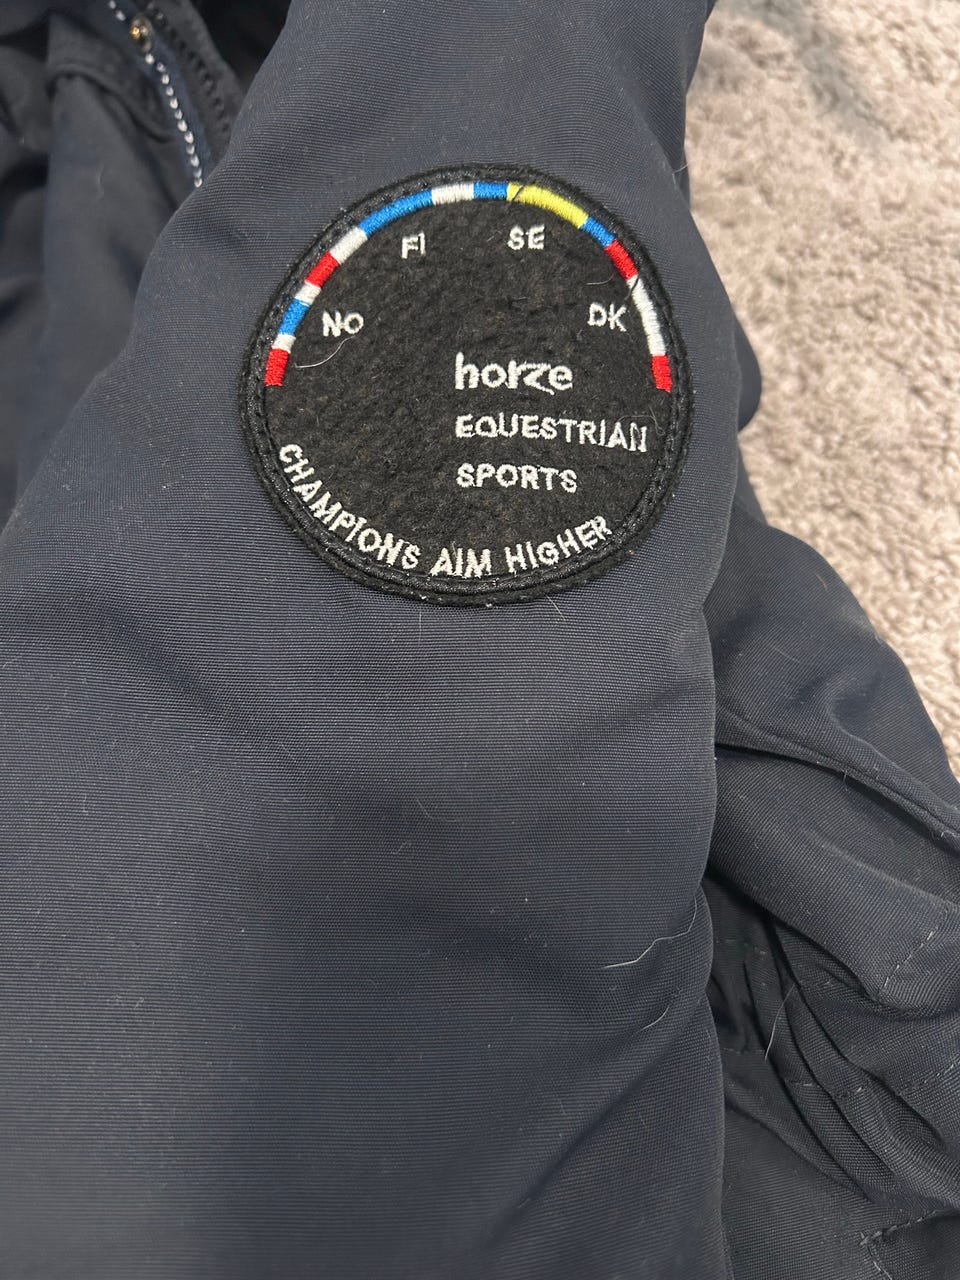 NO
FI
SE
DK
horze
EQUESTRIAN
SPORTS
CHAMPIONS AIM HIGHER